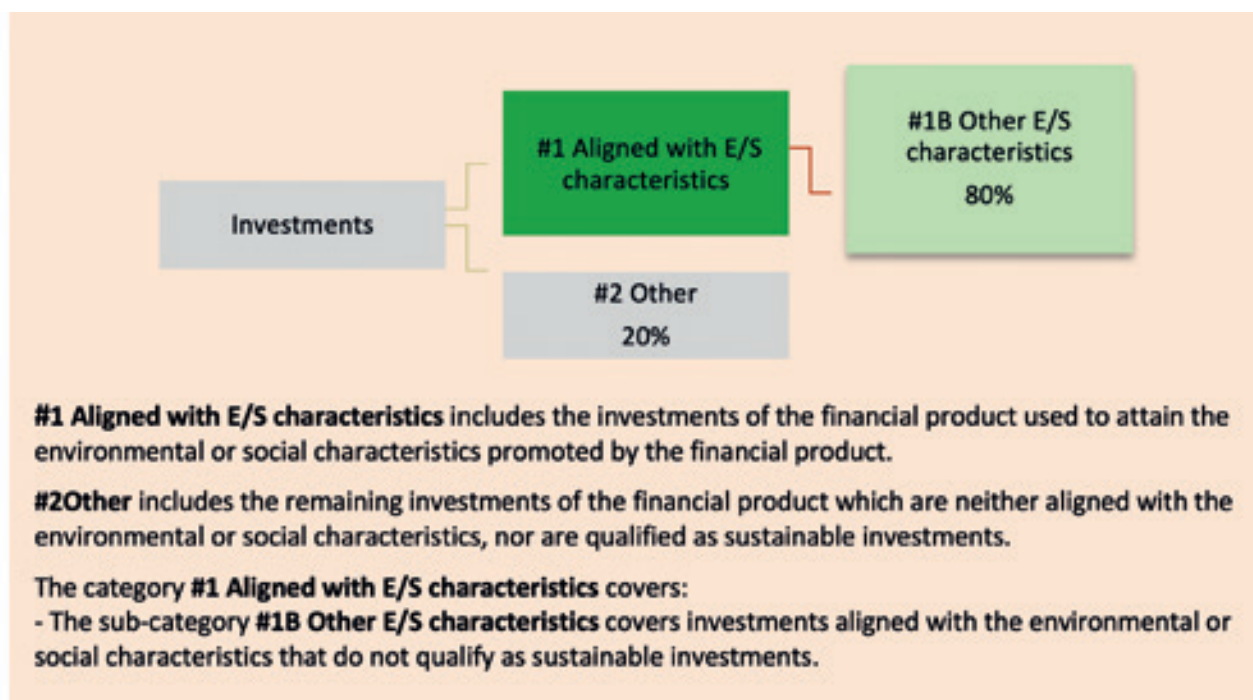 #1B Other E/S
characteristics
80%
#1 Aligned with E/S
characteristics
Investments
#2 Other
20%
#1 Aligned with E/S characteristics includes the investments of the financial product used to attain the
environmental or social characteristics promoted by the financial product.
#2Other includes the remaining investments of the financial product which are neither aligned with the
environmental or social characteristics, nor are qualified as sustainable investments.
The category #1 Aligned with E/S characteristics covers:
- The sub-category #1B Other E/S characteristics covers investments aligned with the environmental or
social characteristics that do not qualify as sustainable investments.